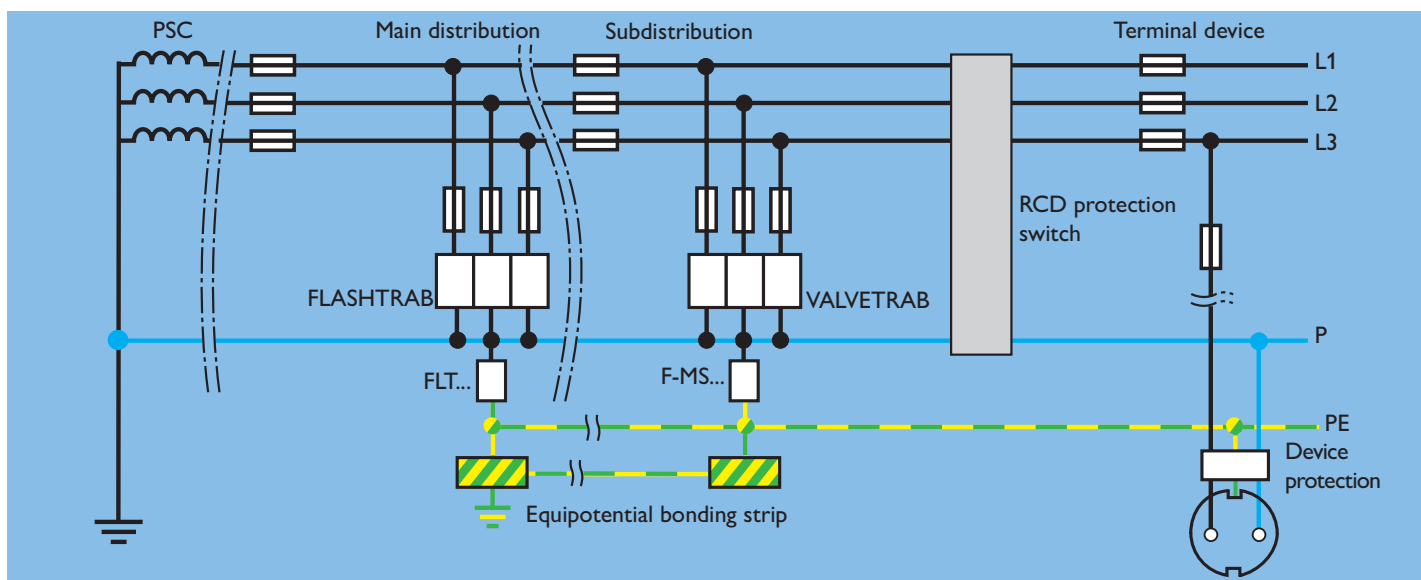 PSC
Main distribution
Subdistribution
Terminal device
L1
L2
L3
RCD protection
switch
FLASHTRAB
VALVETRAB
P
FLT...
F-MS...
PE
Device
protection
Equipotential bonding strip